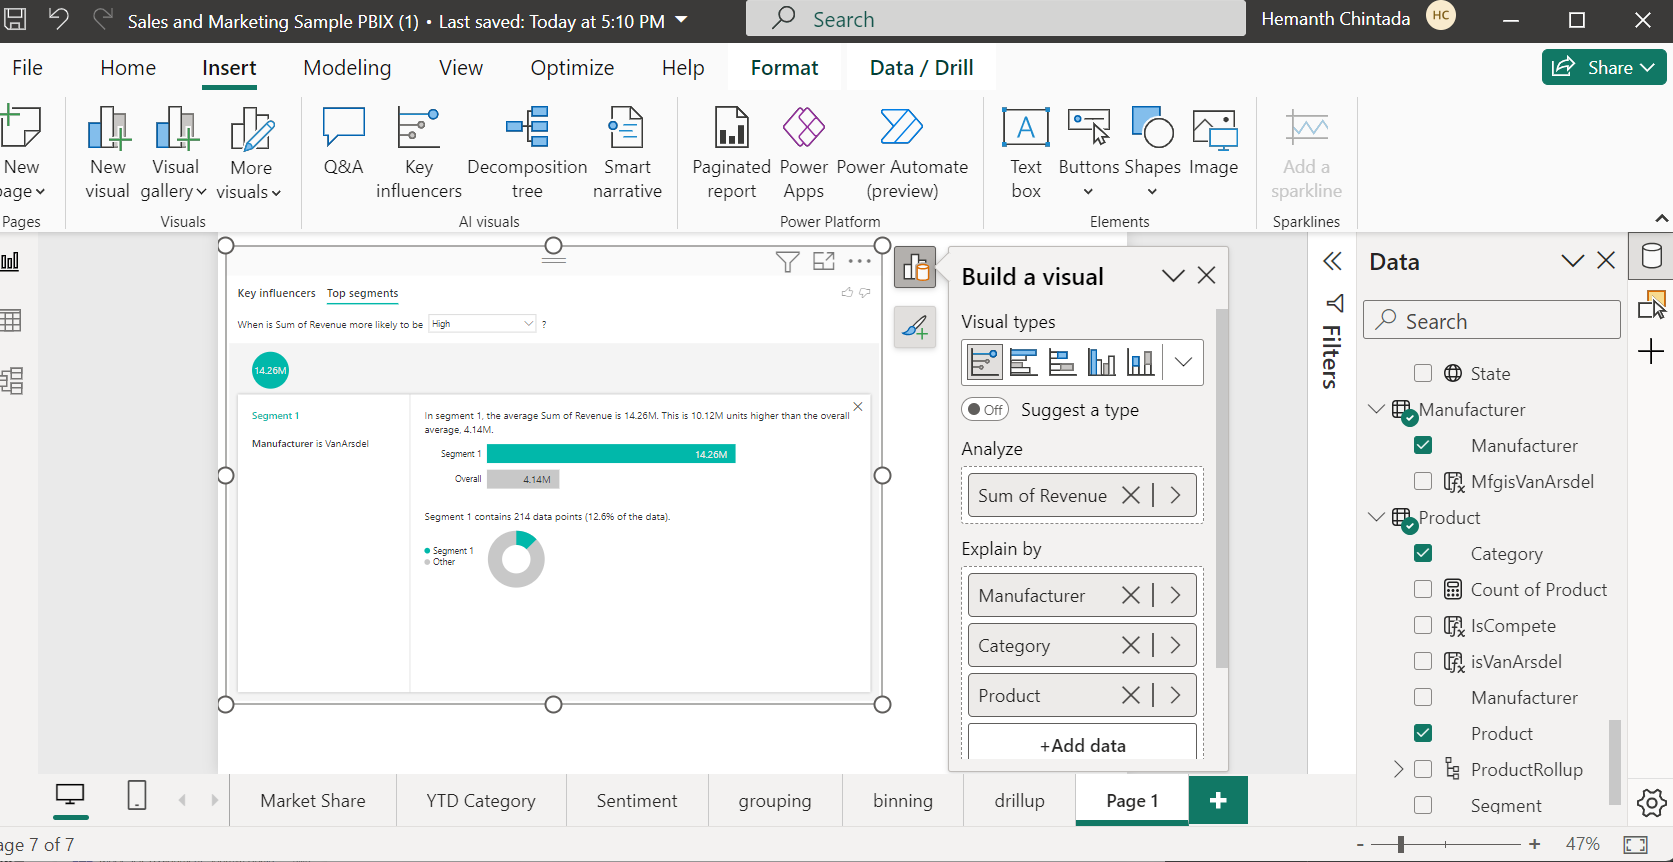 Sales and Marketing Sample PBIX (1) • Last saved: Today at 5:10 PM
Search
Hemanth Chintada
HC
File
Home
Insert
Modeling
View
Optimize
Help
Format
Data / Drill
Share
New
page
Pages
New
visual
Visual
gallery
More
visuals
Visuals
Q&A
Key
influencers
Decomposition
tree
Smart
narrative
AI visuals
Paginated
report
Power
Apps
Power Automate
(preview)
Power Platform
Text
box
Buttons
Shapes
Image
Elements
Add a
sparkline
Sparklines
Key influencers
Top segments
When is Sum of Revenue more likely to be
High
?
14.26M
Segment 1
Manufacturer is VanArsdel
In segment 1, the average Sum of Revenue is 14.26M. This is 10.12M units higher than the overall
average, 4.14M.
Segment 1
14.26M
Overall
4.14M
Segment 1 contains 214 data points (12.6% of the data).
Segment 1
Other
Build a visual
Visual types
Off
Suggest a type
Analyze
Sum of Revenue
Explain by
Manufacturer
Category
Product
+Add data
Filters
Data
Search
State
Manufacturer
Manufacturer
MfgisVanArsdel
Product
Category
Count of Product
IsCompete
isVanArsdel
Manufacturer
Product
ProductRollup
Segment
Market Share
YTD Category
Sentiment
grouping
binning
drillup
Page 1
age 7 of 7
- + 47%